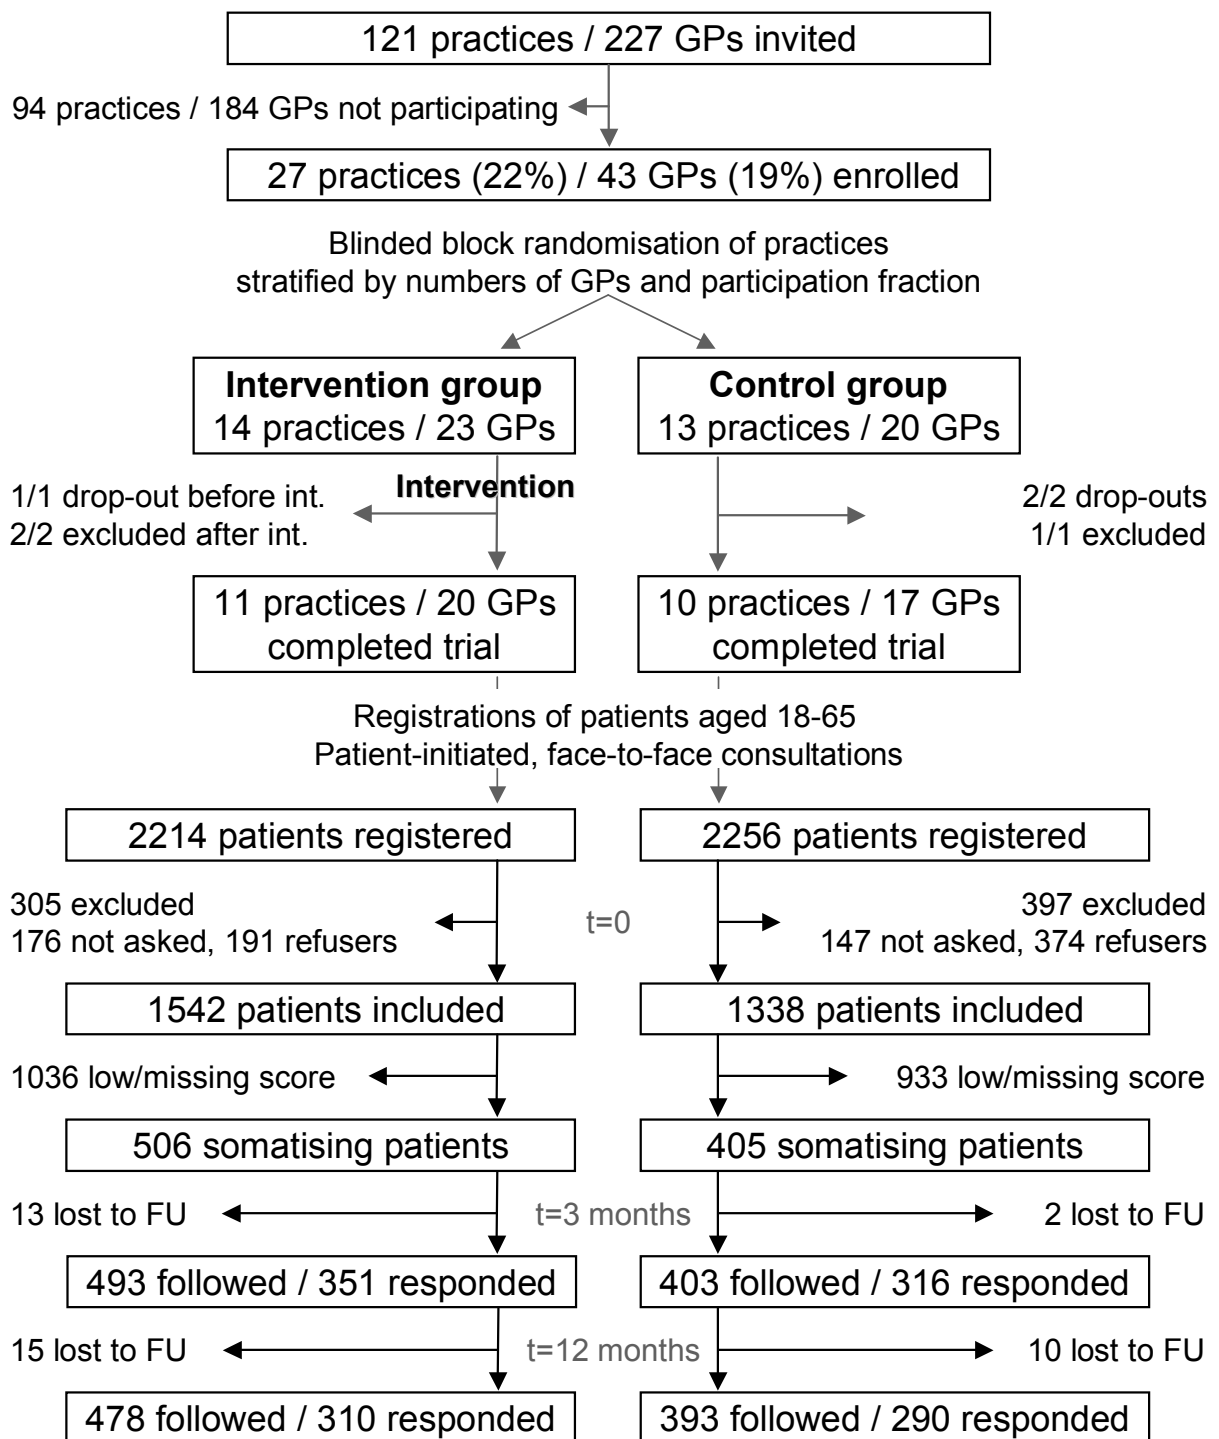 121 practices / 227 GPs invited
94 practices / 184 GPs not participating
27 practices (22%) / 43 GPs (19%) enrolled
Blinded block randomisation of practices
stratified by numbers of GPs and participation fraction
Intervention group
14 practices / 23 GPs
Control group
13 practices / 20 GPs
Intervention
1/1 drop-out before int.
2/2 excluded after int.
2/2 drop-outs
1/1 excluded
11 practices / 20 GPs
completed trial
10 practices / 17 GPs
completed trial
Registrations of patients aged 18-65
Patient-initiated, face-to-face consultations
2214 patients registered
2256 patients registered
305 excluded
176 not asked, 191 refusers
t=0
397 excluded
147 not asked, 374 refusers
1542 patients included
1338 patients included
1036 low/missing score
933 low/missing score
506 somatising patients
405 somatising patients
13 lost to FU
t=3 months
2 lost to FU
493 followed / 351 responded
403 followed / 316 responded
15 lost to FU
t=12 months
10 lost to FU
478 followed / 310 responded
393 followed / 290 responded